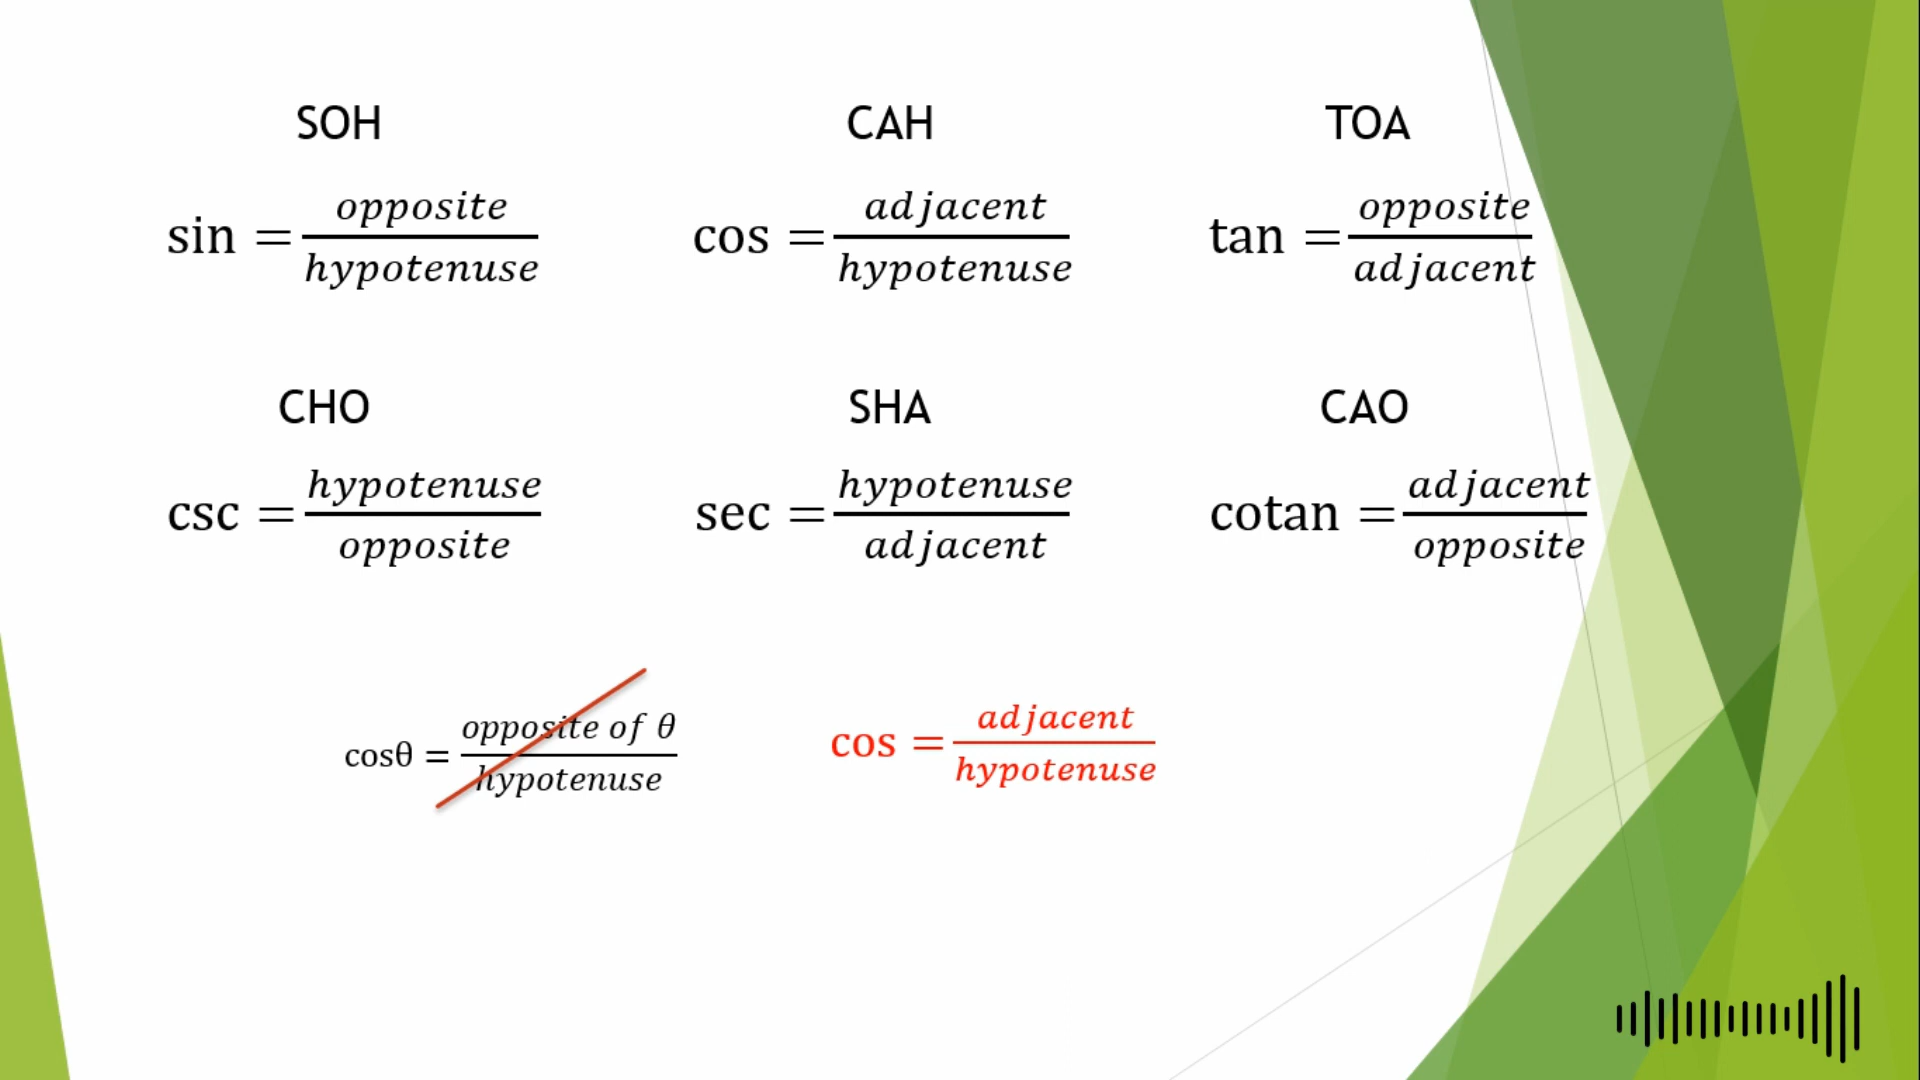 SOH CAH TOA
sin = opposite / hypotenuse cos = adjacent / hypotenuse tan = opposite / adjacent
CHO SHA CAO
csc = hypotenuse / opposite sec = hypotenuse / adjacent cotan = adjacent / opposite
cosθ = opposite of θ / hypotenuse cos = adjacent / hypotenuse